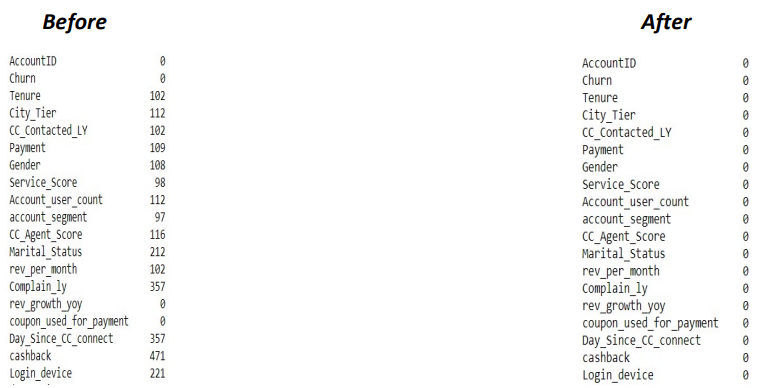 Before
AccountID 0
Churn 0
Tenure 102
City_Tier 112
CC_Contacted_LY 102
Payment 109
Gender 108
Service_Score 98
Account_user_count 112
account_segment 97
CC_Agent_Score 116
Marital_Status 212
rev_per_month 102
Complain_ly 357
rev_growth_yoy 0
coupon_used_for_payment 0
Day_Since_CC_connect 357
cashback 471
Login_device 221
After
AccountID 0
Churn 0
Tenure 0
City_Tier 0
CC_Contacted_LY 0
Payment 0
Gender 0
Service_Score 0
Account_user_count 0
account_segment 0
CC_Agent_Score 0
Marital_Status 0
rev_per_month 0
Complain_ly 0
rev_growth_yoy 0
coupon_used_for_payment 0
Day_Since_CC_connect 0
cashback 0
Login_device 0